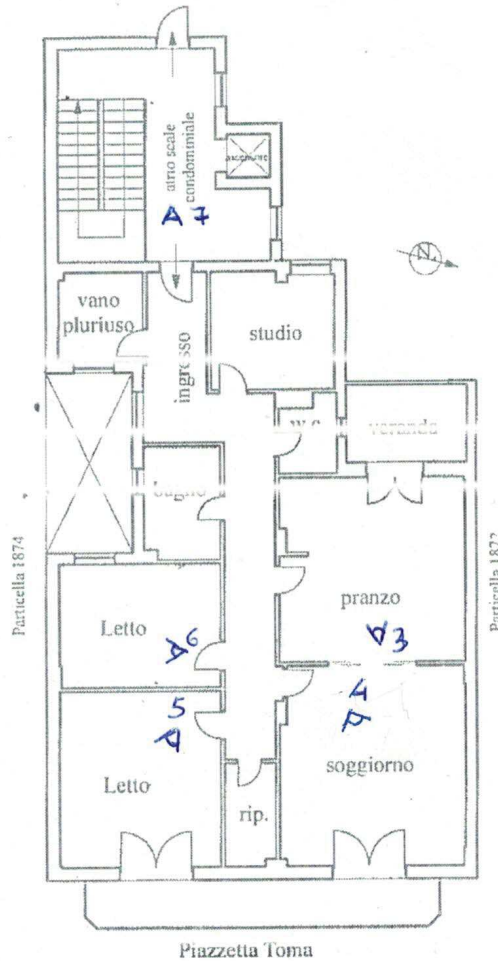 atrio scale
condominiale
ascensore
A 7
N.
vano
pluriuso
ingresso
studio
w.c.
veranda
bagno
Particella 1874
Particella 1872
pranzo
A 3
Letto
A 6
4
A
5
A
Letto
soggiorno
rip.
Piazzetta Toma